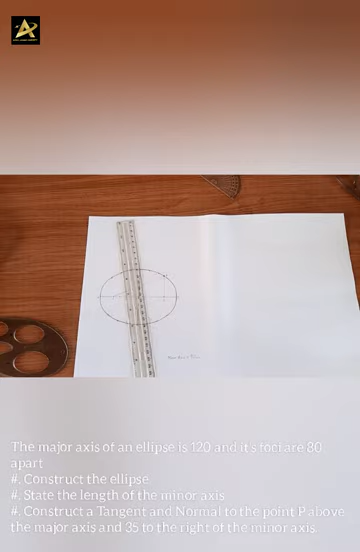 The major axis of an ellipse is 120 and it's foci are 80
apart
#. Construct the ellipse
#. State the length of the minor axis
#. Construct a Tangent and Normal to the point P above
the major axis and 35 to the right of the minor axis.